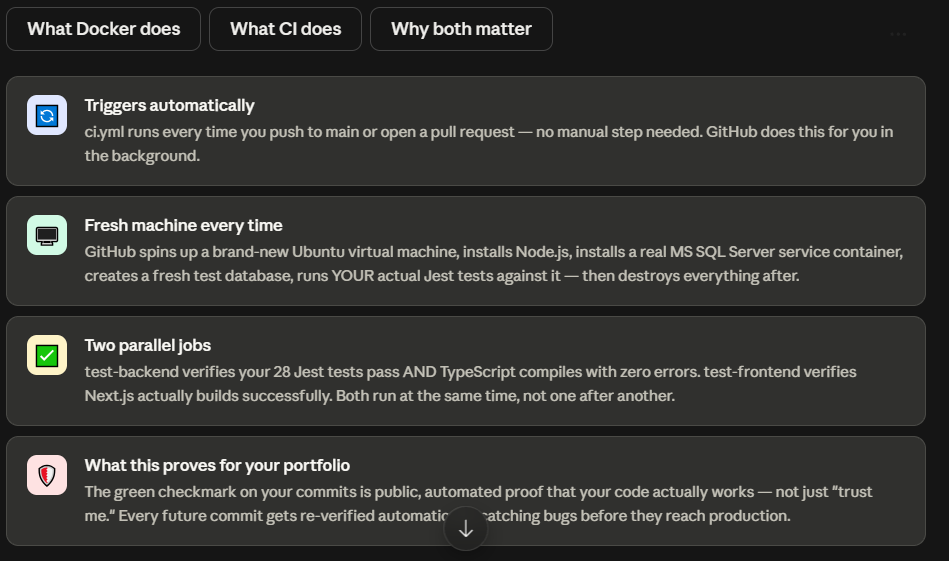 What Docker does
What CI does
Why both matter
Triggers automatically
ci.yml runs every time you push to main or open a pull request — no manual step needed. GitHub does this for you in
the background.
Fresh machine every time
GitHub spins up a brand-new Ubuntu virtual machine, installs Node.js, installs a real MS SQL Server service container,
creates a fresh test database, runs YOUR actual Jest tests against it — then destroys everything after.
Two parallel jobs
test-backend verifies your 28 Jest tests pass AND TypeScript compiles with zero errors. test-frontend verifies
Next.js actually builds successfully. Both run at the same time, not one after another.
What this proves for your portfolio
The green checkmark on your commits is public, automated proof that your code actually works — not just "trust
me." Every future commit gets re-verified bugs before they reach production.